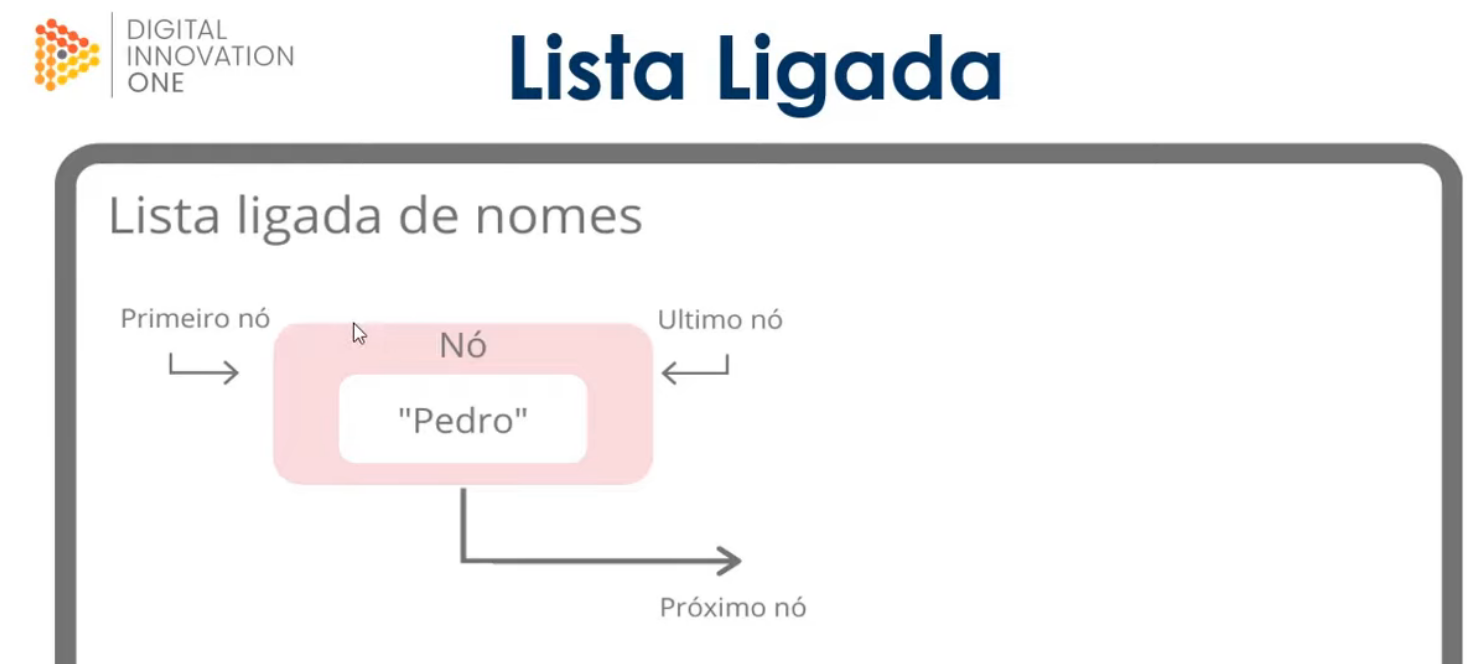 DIGITAL
INNOVATION
ONE
Lista Ligada
Lista ligada de nomes
Primeiro nó
Nó
Ultimo nó
"Pedro"
Próximo nó